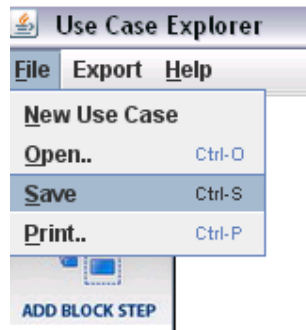 Use Case Explorer
File Export Help
New Use Case
Open.. Ctrl-O
Save Ctrl-S
Print.. Ctrl-P
ADD BLOCK STEP